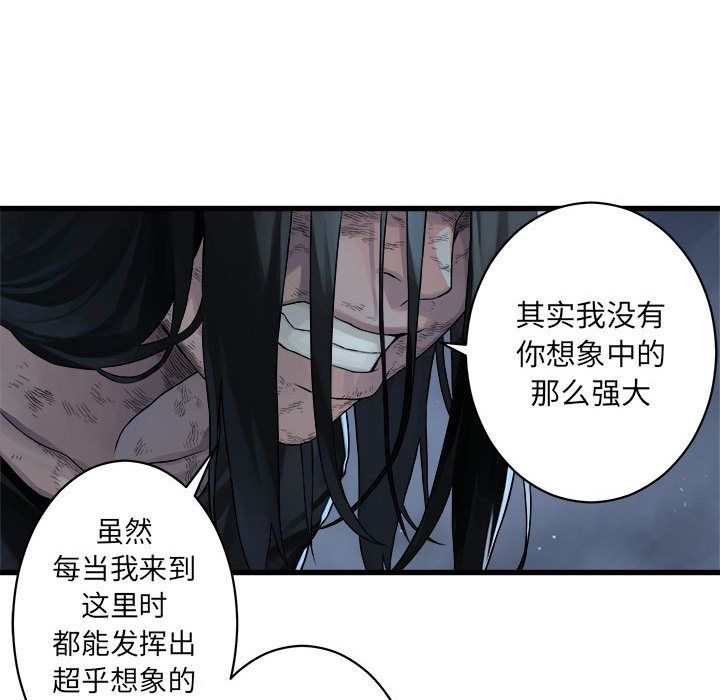 其实我没有
你想象中的
那么强大
虽然
每当我来到
这里时
都能发挥出
超乎想象的